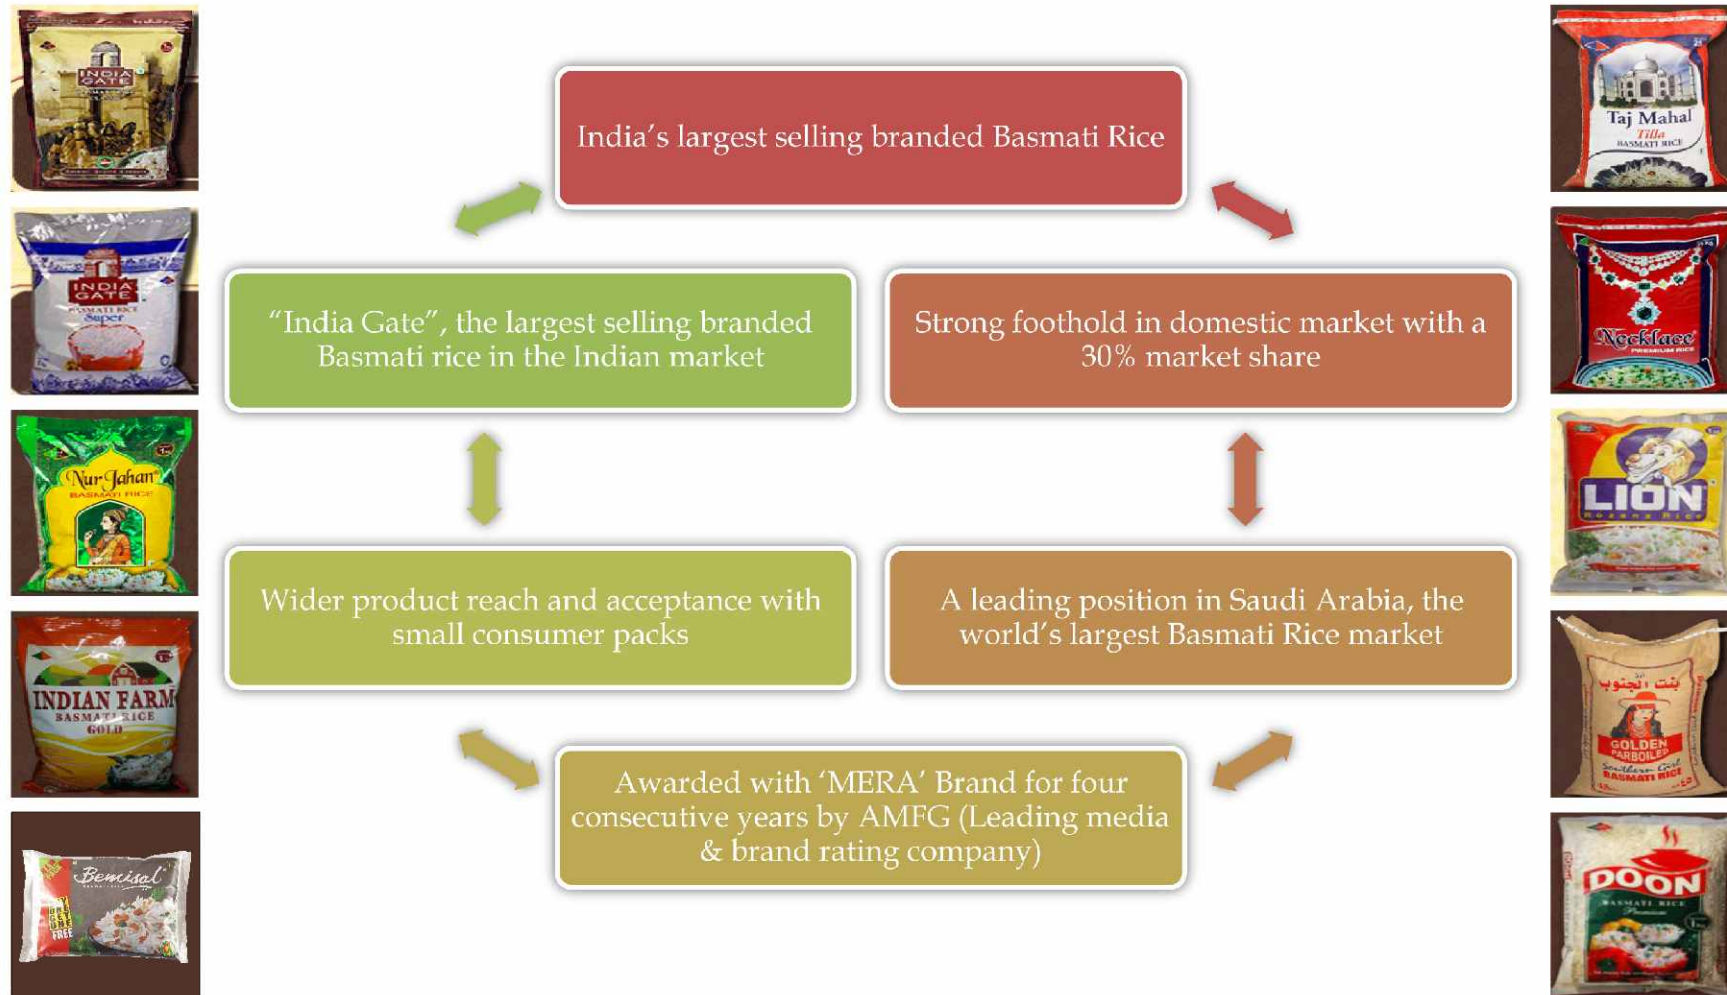 India's largest selling branded Basmati Rice
"India Gate", the largest selling branded
Basmati rice in the Indian market
Strong foothold in domestic market with a
30% market share
Wider product reach and acceptance with
small consumer packs
A leading position in Saudi Arabia, the
world's largest Basmati Rice market
Awarded with 'MERA' Brand for four
consecutive years by AMFG (Leading media
& brand rating company)
INDIA
GATE
INDIA
GATE
BASMATI RICE
Super
Nur Jahan
BASMATI RICE
INDIAN FARM
BASMATI RICE
GOLD
Bemisal
FREE
Taj Mahal
Tilla
BASMATI RICE
Necklace
PREMIUM RICE
LION
بنت الجنوب
GOLDEN
PARBOILED
Southern Girl
BASMATI RICE
DOON
BASMATI RICE
Premium